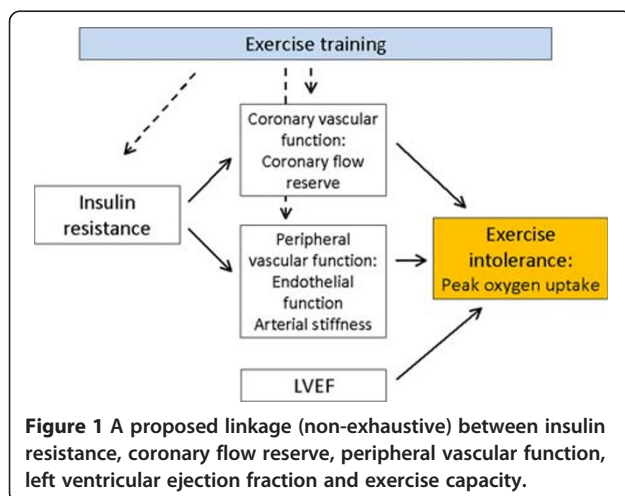 Exercise training
Coronary vascular
function:
Coronary flow
reserve
Insulin
resistance
Peripheral
vascular function:
Endothelial
function
Arterial stiffness
Exercise
intolerance:
Peak oxygen uptake
LVEF
Figure 1 A proposed linkage (non-exhaustive) between insulin
resistance, coronary flow reserve, peripheral vascular function,
left ventricular ejection fraction and exercise capacity.